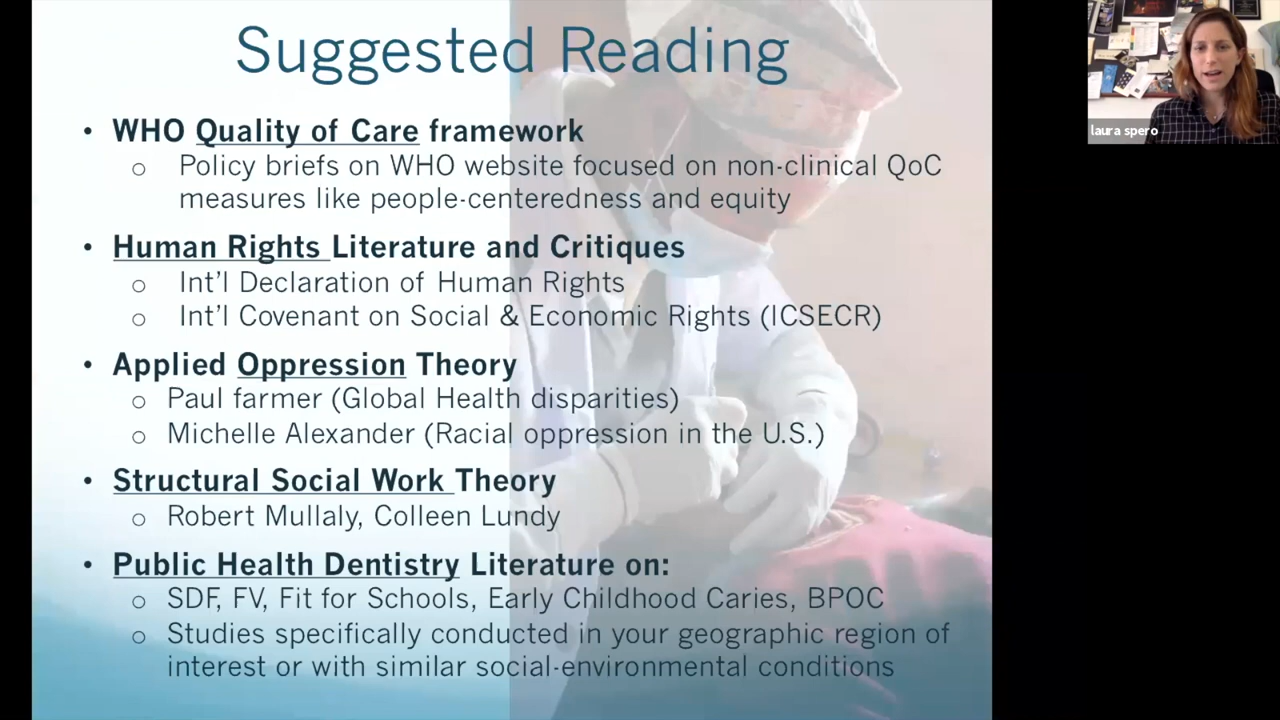 Suggested Reading
• WHO Quality of Care framework
o Policy briefs on WHO website focused on non-clinical QoC
measures like people-centeredness and equity
• Human Rights Literature and Critiques
o Int'l Declaration of Human Rights
o Int'l Covenant on Social & Economic Rights (ICSECR)
• Applied Oppression Theory
o Paul farmer (Global Health disparities)
o Michelle Alexander (Racial oppression in the U.S.)
• Structural Social Work Theory
o Robert Mullaly, Colleen Lundy
• Public Health Dentistry Literature on:
o SDF, FV, Fit for Schools, Early Childhood Caries, BPOC
o Studies specifically conducted in your geographic region of
interest or with similar social-environmental conditions
laura spero